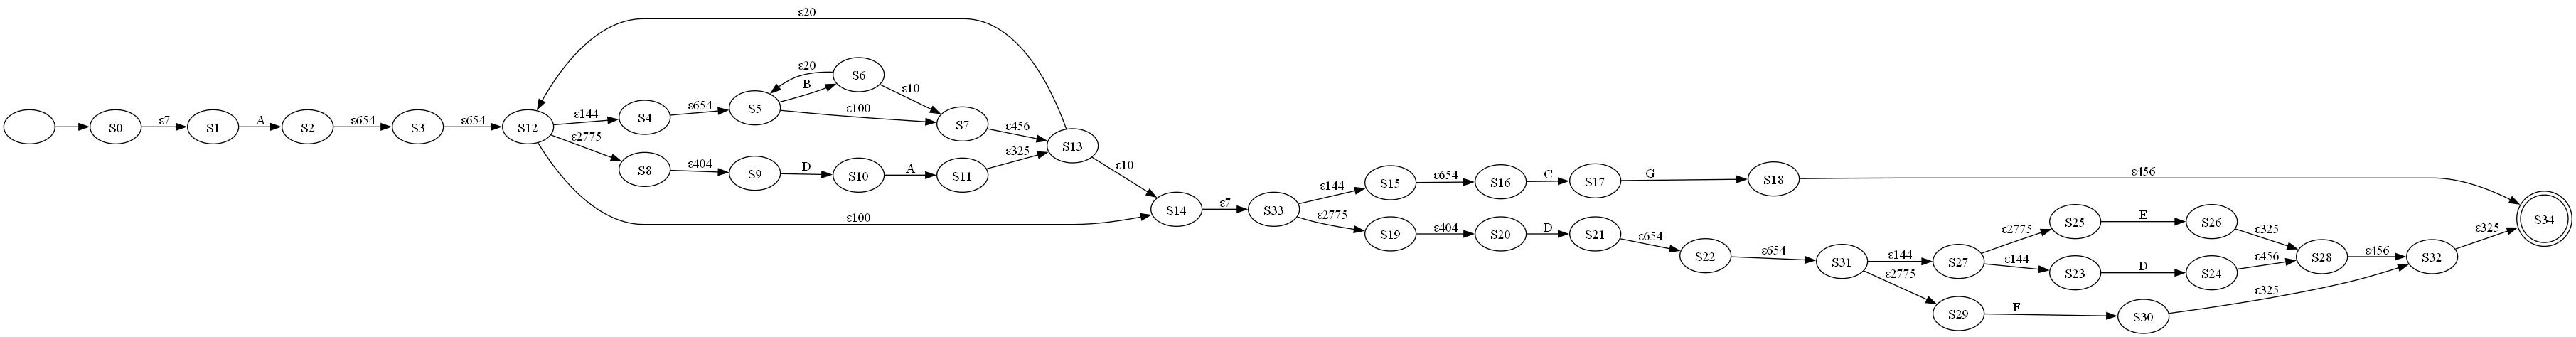 ε20
S0 ε7 S1 A S2 ε654 S3 ε654 S12
ε144 S4 ε654 S5 B S6 ε20 ε10 ε100 S7 ε456 S13
ε2775 S8 ε404 S9 D S10 A S11 ε325
ε100
ε10 S14 ε7 S33
ε144 S15 ε654 S16 C S17 G S18 ε456 S34
ε2775 S19 ε404 S20 D S21 ε654 S22 ε654 S31
ε144 S27 ε2775 S25 E S26 ε325 S28 ε456 S32 ε325
ε144 S23 D S24 ε456
ε2775 S29 F S30 ε325